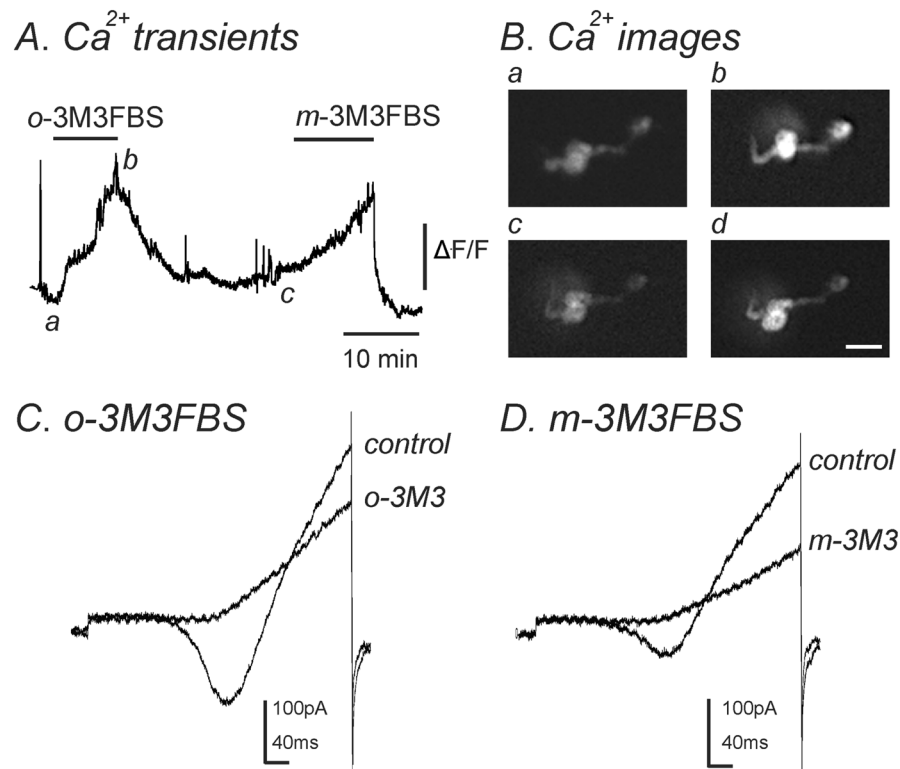 A. Ca2+ transients
o-3M3FBS
m-3M3FBS
b
a
c
ΔF/F
10 min
B. Ca2+ images
a
b
c
d
C. o-3M3FBS
control
o-3M3
100pA
40ms
D. m-3M3FBS
control
m-3M3
100pA
40ms